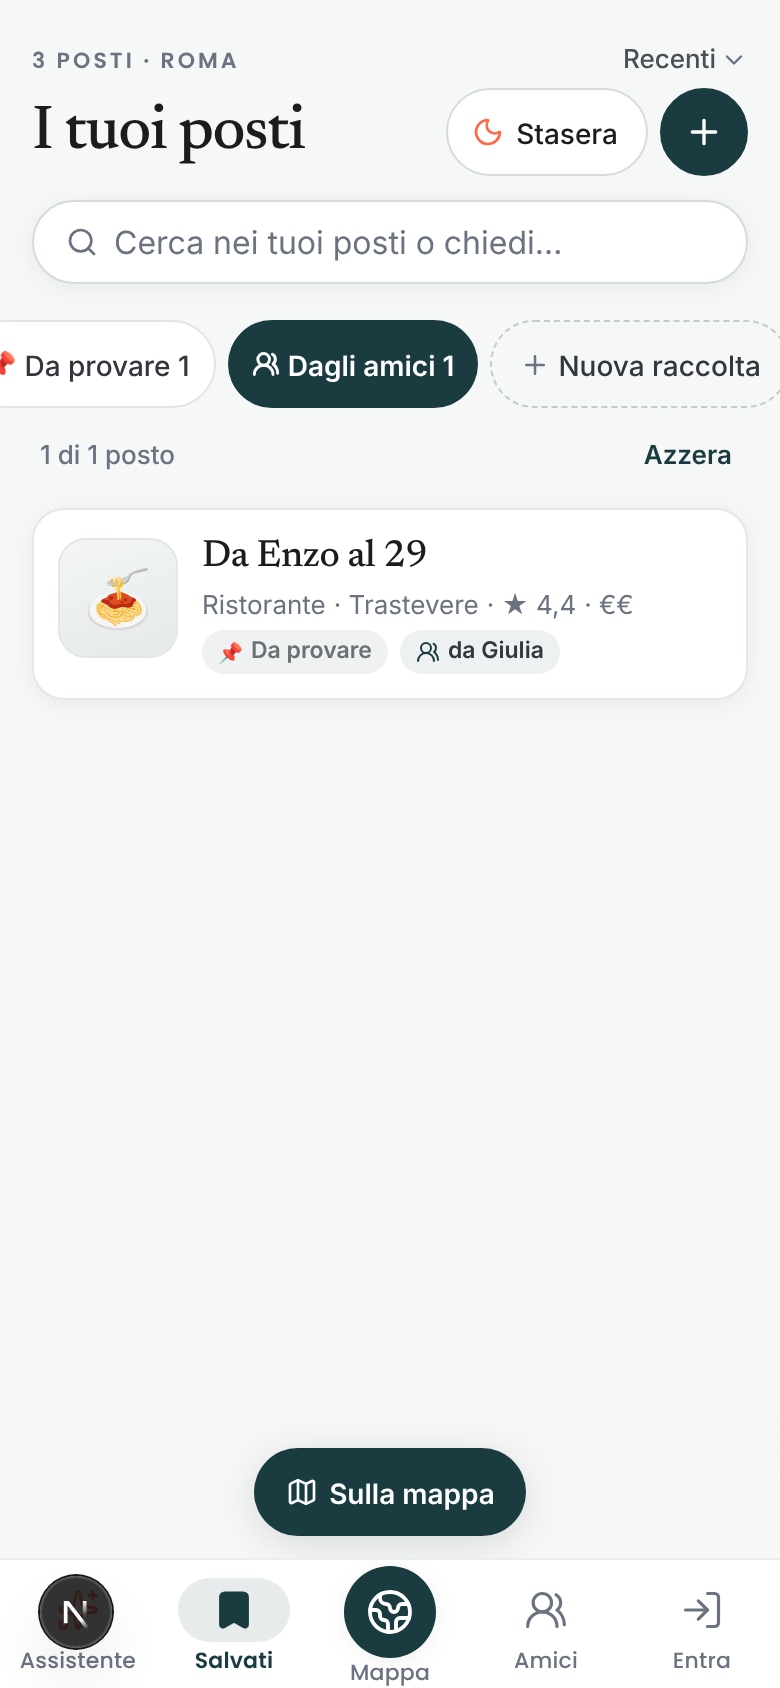 3 POSTI · ROMA
Recenti
I tuoi posti
Stasera
Cerca nei tuoi posti o chiedi...
Da provare 1
Dagli amici 1
Nuova raccolta
1 di 1 posto
Azzera
Da Enzo al 29
Ristorante · Trastevere · ★ 4,4 · €€
Da provare
da Giulia
Sulla mappa
N
Assistente
Salvati
Mappa
Amici
Entra